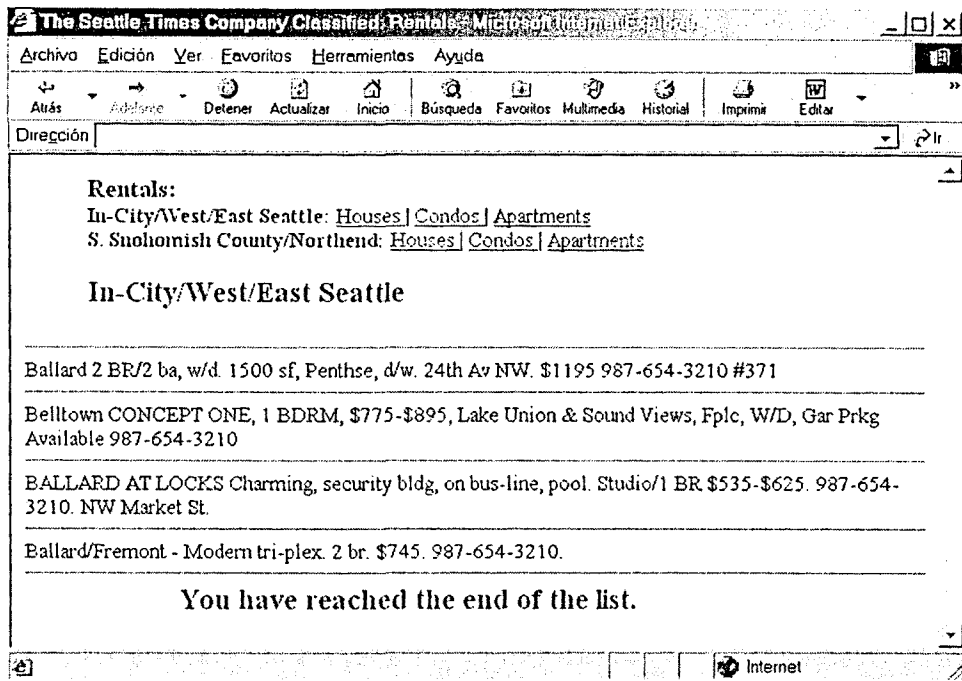 The Seattle Times Company Classified: Rentals - Microsoft Internet
Archivo Edición Ver Favoritos Herramientas Ayuda
Atrás Adelante Detener Actualizar Inicio Búsqueda Favoritos Multimedia Historial Imprimir Editar »
Dirección Ir
Rentals:
In-City/West/East Seattle: Houses | Condos | Apartments
S. Snohomish County/Northend: Houses | Condos | Apartments
In-City/West/East Seattle
Ballard 2 BR/2 ba, w/d. 1500 sf, Penthse, d/w. 24th Av NW. $1195 987-654-3210 #371
Belltown CONCEPT ONE, 1 BDRM, $775-$895, Lake Union & Sound Views, Fplc, W/D, Gar Prkg
Available 987-654-3210
BALLARD AT LOCKS Charming, security bldg, on bus-line, pool. Studio/1 BR $535-$625. 987-654-
3210. NW Market St.
Ballard/Fremont - Modern tri-plex. 2 br. $745. 987-654-3210.
You have reached the end of the list.
Internet